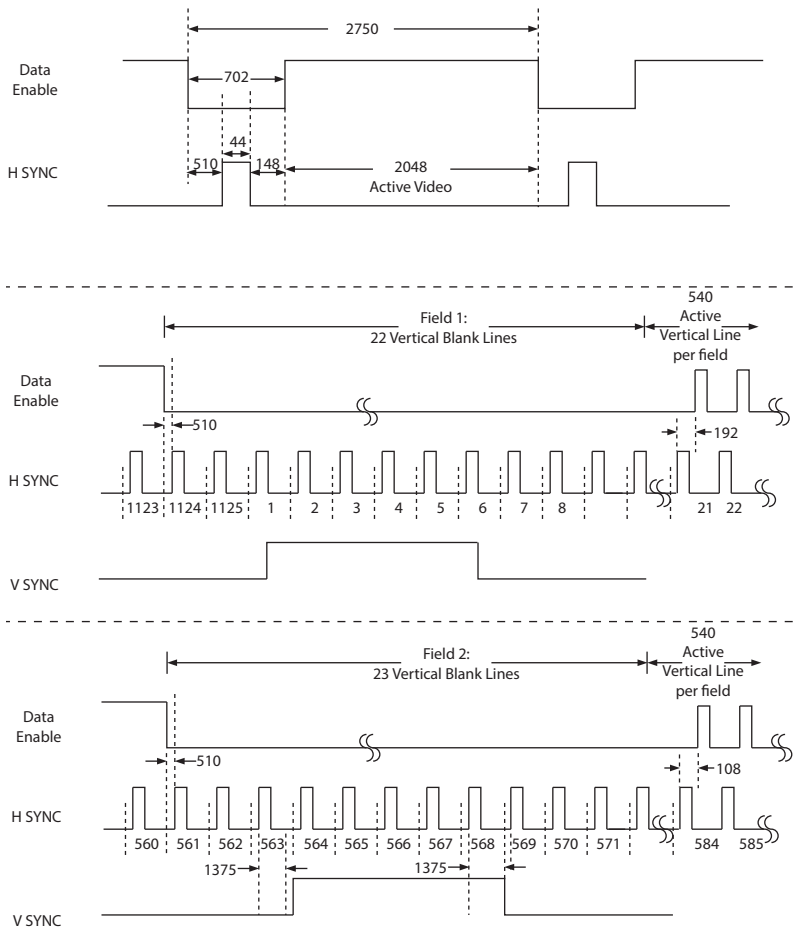 2750
Data
Enable
702
44
H SYNC
510
148
2048
Active Video
540
Active
Vertical Line
per field
Field 1:
22 Vertical Blank Lines
Data
Enable
510
192
H SYNC
1123 1124 1125 1 2 3 4 5 6 7 8 21 22
V SYNC
540
Active
Vertical Line
per field
Field 2:
23 Vertical Blank Lines
Data
Enable
510
108
H SYNC
560 561 562 563 564 565 566 567 568 569 570 571 584 585
1375 1375
V SYNC